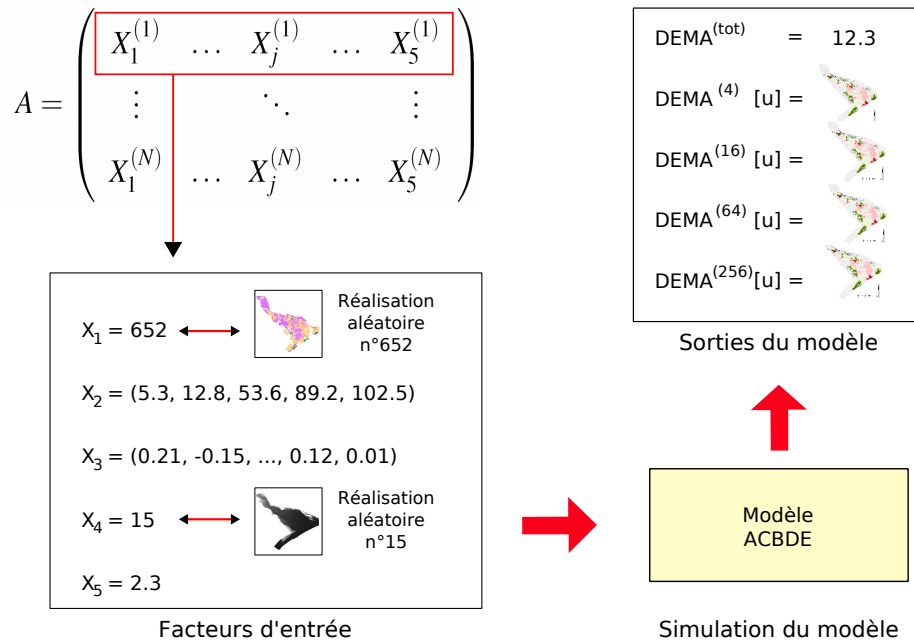 A = ( X_1^{(1)} … X_j^{(1)} … X_5^{(1)}
⋮ ⋱ ⋮
X_1^{(N)} … X_j^{(N)} … X_5^{(N)} )
X_1 = 652
Réalisation
aléatoire
n°652
X_2 = (5.3, 12.8, 53.6, 89.2, 102.5)
X_3 = (0.21, -0.15, ..., 0.12, 0.01)
X_4 = 15
Réalisation
aléatoire
n°15
X_5 = 2.3
Facteurs d'entrée
Modèle
ACBDE
Simulation du modèle
DEMA^{(tot)} = 12.3
DEMA^{(4)} [u] =
DEMA^{(16)} [u] =
DEMA^{(64)} [u] =
DEMA^{(256)} [u] =
Sorties du modèle